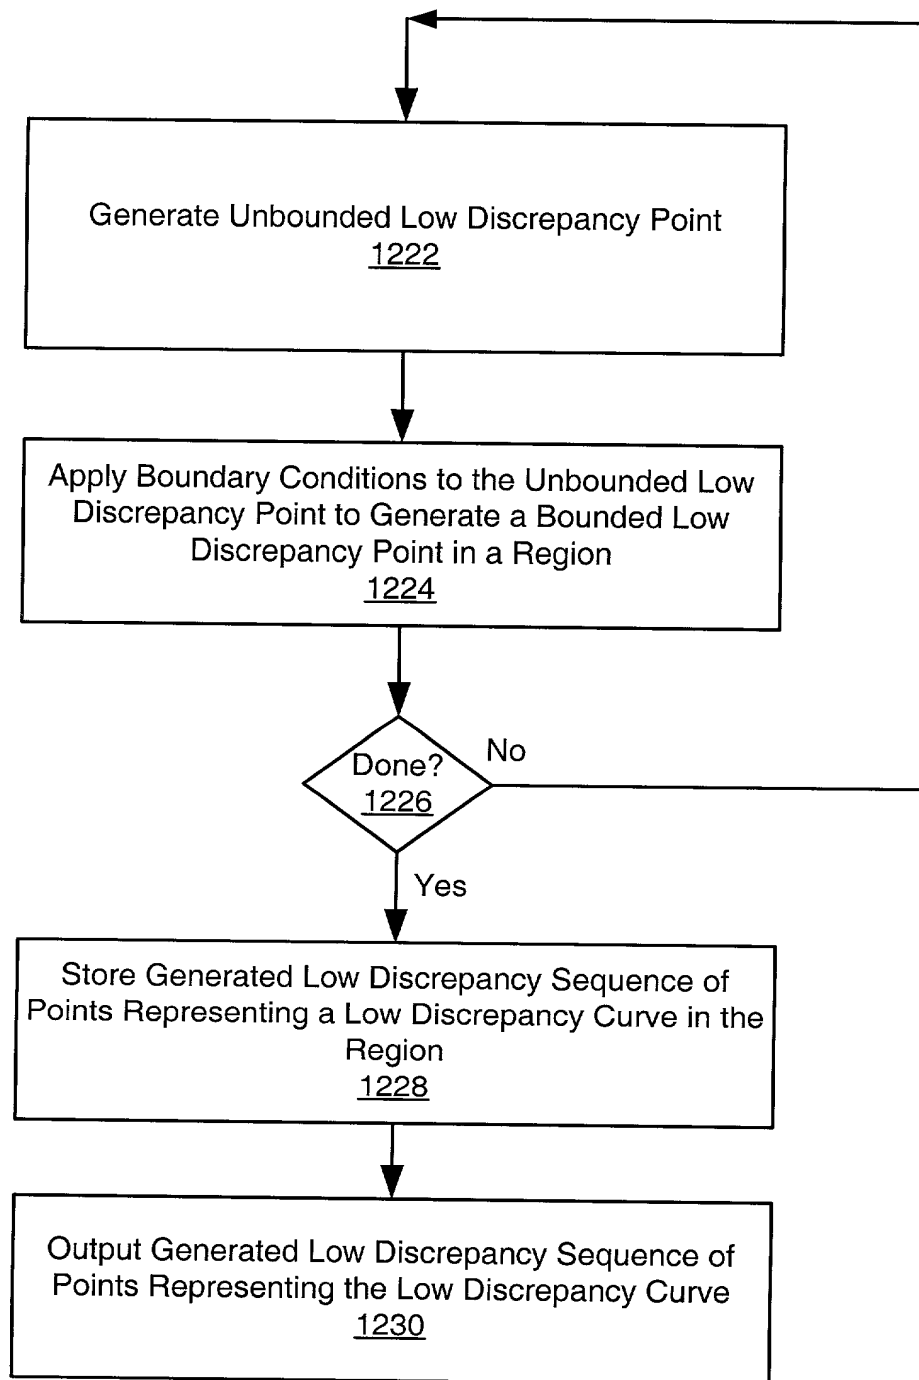 Generate Unbounded Low Discrepancy Point
1222
Apply Boundary Conditions to the Unbounded Low
Discrepancy Point to Generate a Bounded Low
Discrepancy Point in a Region
1224
Done?
1226
No
Yes
Store Generated Low Discrepancy Sequence of
Points Representing a Low Discrepancy Curve in the
Region
1228
Output Generated Low Discrepancy Sequence of
Points Representing the Low Discrepancy Curve
1230